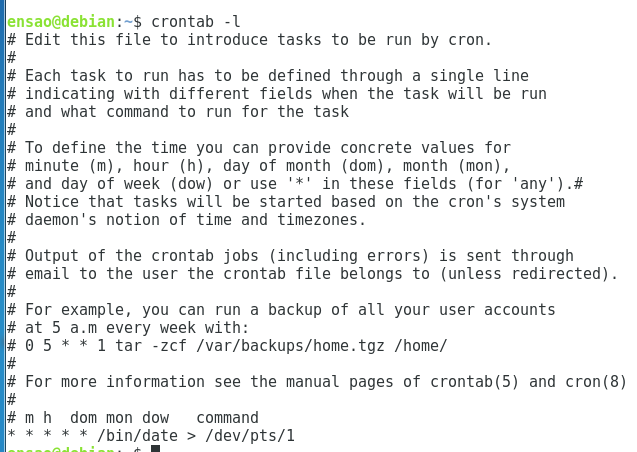 ensao@debian:~$ crontab -l
# Edit this file to introduce tasks to be run by cron.
#
# Each task to run has to be defined through a single line
# indicating with different fields when the task will be run
# and what command to run for the task
#
# To define the time you can provide concrete values for
# minute (m), hour (h), day of month (dom), month (mon),
# and day of week (dow) or use '*' in these fields (for 'any').#
# Notice that tasks will be started based on the cron's system
# daemon's notion of time and timezones.
#
# Output of the crontab jobs (including errors) is sent through
# email to the user the crontab file belongs to (unless redirected).
#
# For example, you can run a backup of all your user accounts
# at 5 a.m every week with:
# 0 5 * * 1 tar -zcf /var/backups/home.tgz /home/
#
# For more information see the manual pages of crontab(5) and cron(8)
#
# m h  dom mon dow   command
* * * * * /bin/date > /dev/pts/1
ensao@debian:~$